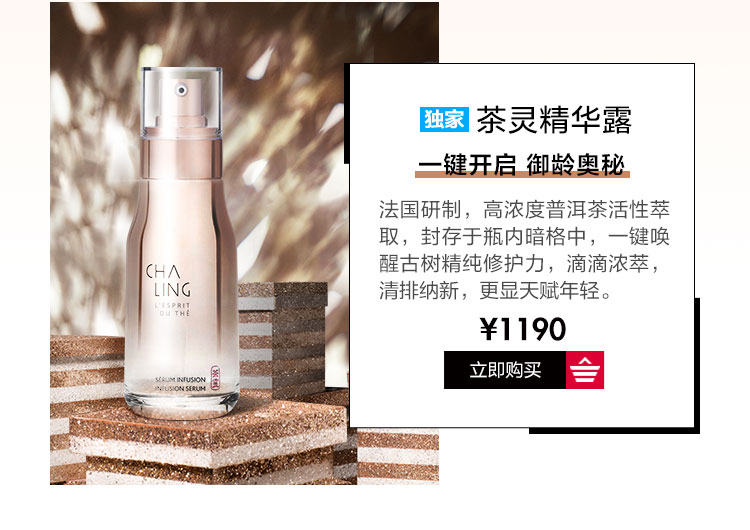 CHA
LING
L'ESPRIT
DU THÉ
SÉRUM INFUSION
INFUSION SERUM
茶靈
独家 茶灵精华露
一键开启 御龄奥秘
法国研制，高浓度普洱茶活性萃
取，封存于瓶内暗格中，一键唤
醒古树精纯修护力，滴滴浓萃，
清排纳新，更显天赋年轻。
¥1190
立即购买